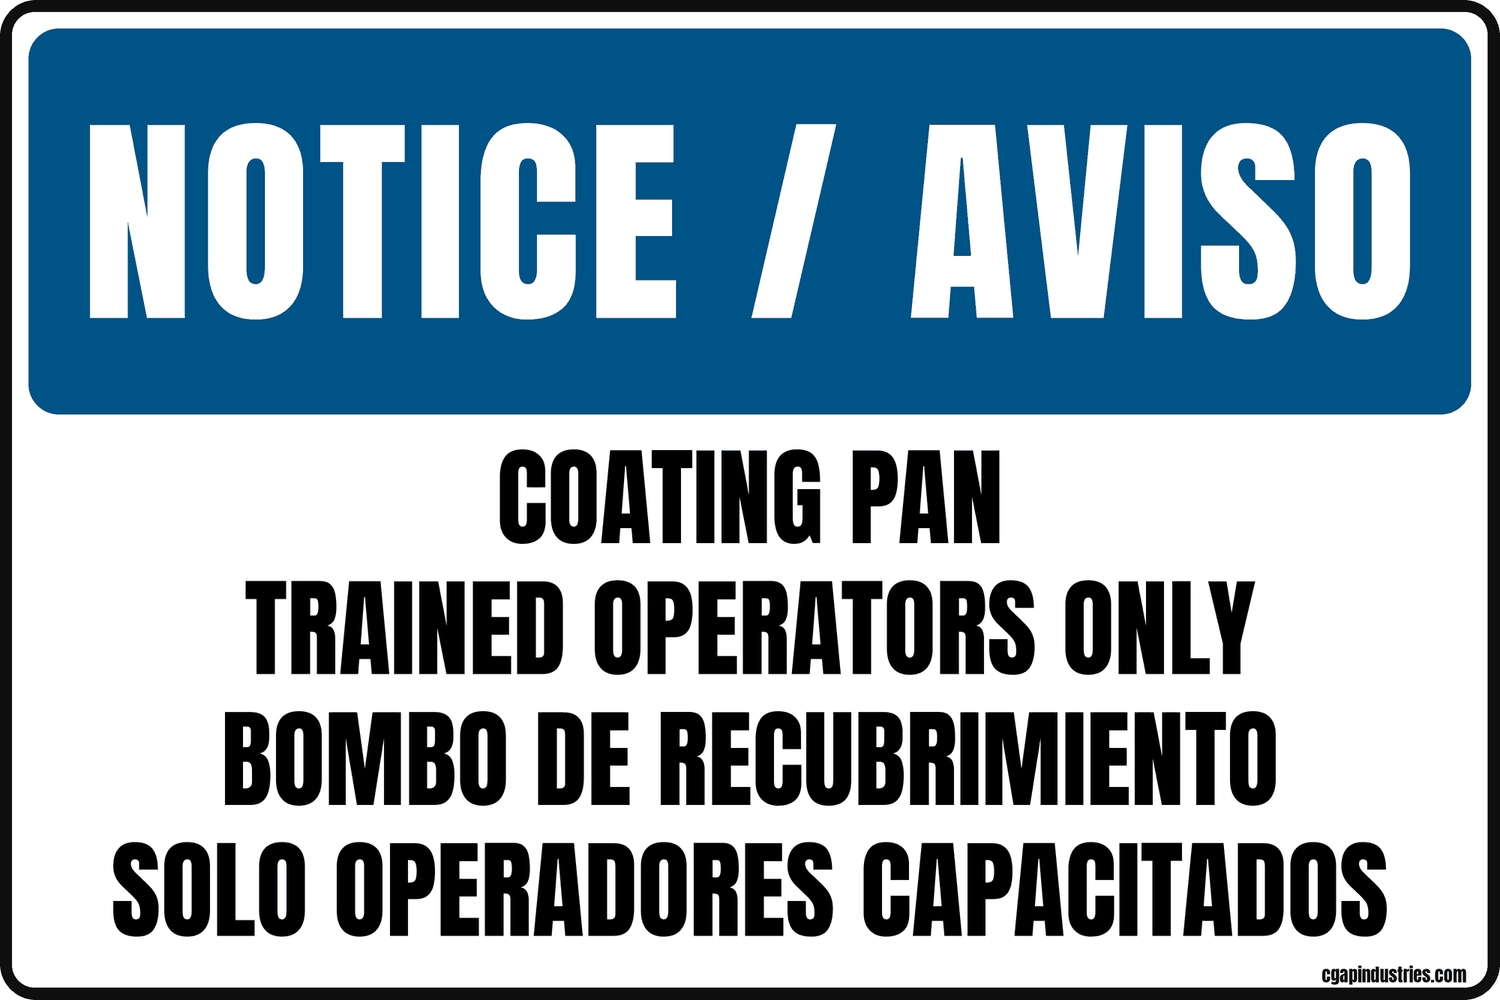 NOTICE / AVISO
COATING PAN
TRAINED OPERATORS ONLY
BOMBO DE RECUBRIMIENTO
SOLO OPERADORES CAPACITADOS
cgapindustries.com